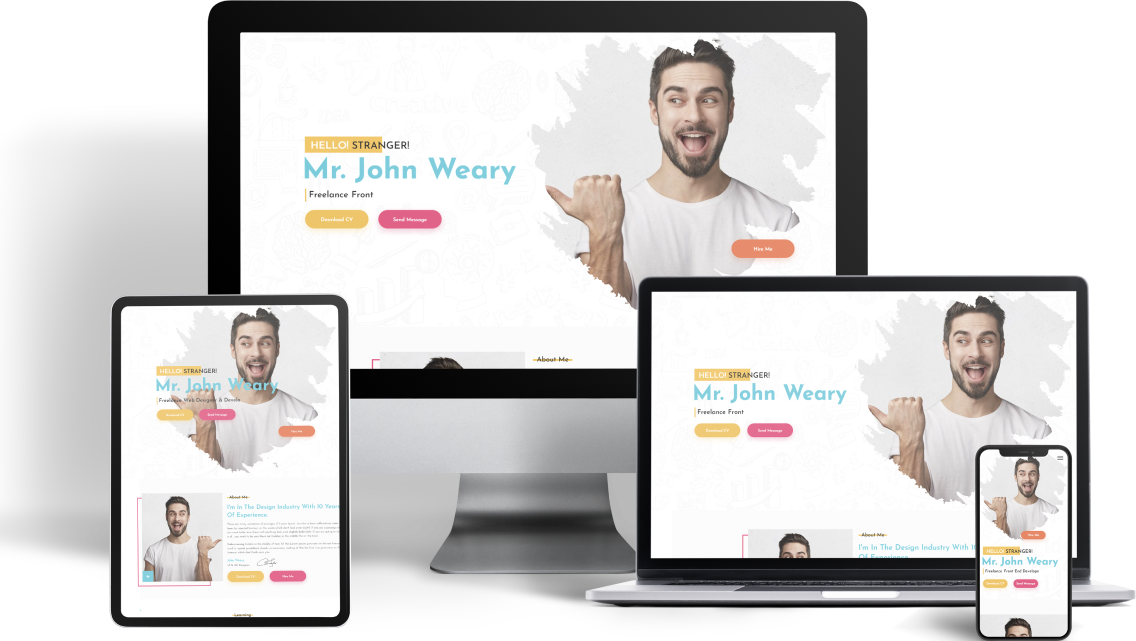 HELLO! STRANGER!
Mr. John Weary
Freelance Front
Download CV
Send Message
Hire Me
About Me
HELLO! STRANGER!
Mr. John Weary
Freelance Web Designer & Develo
Download CV
Send Message
Hire Me
About Me
I'm In The Design Industry With 10 Years
Of Experience
Download CV
Hire Me
Learning
HELLO! STRANGER!
Mr. John Weary
Freelance Front
Download CV
Send Message
About Me
I'm In The Design Industry With 1
Of Experience
Hire Me
HELLO! STRANGER!
Mr. John Weary
Freelance Front End Develope
Download CV
Send Message